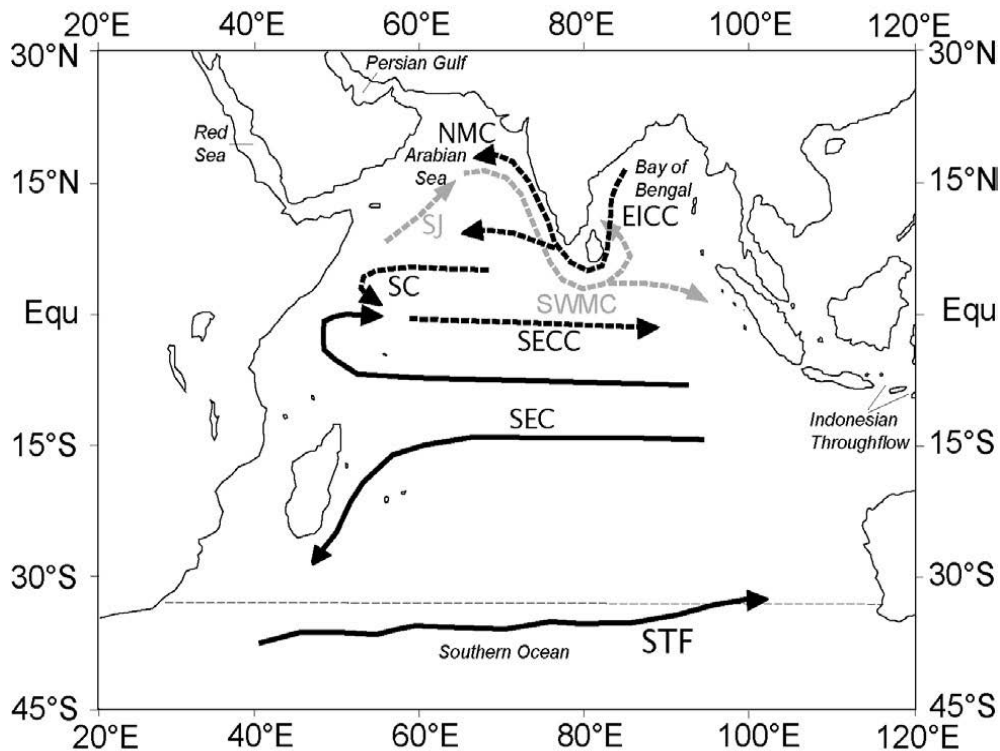 20°E 40°E 60°E 80°E 100°E 120°E
30°N 30°N
Persian Gulf
NMC
Red
Sea
Arabian
Sea
Bay of
Bengal
15°N 15°N
EICC
SJ
SC
SWMC
Equ Equ
SECC
SEC
Indonesian
Throughflow
15°S 15°S
30°S 30°S
STF
Southern Ocean
45°S 45°S
20°E 40°E 60°E 80°E 100°E 120°E